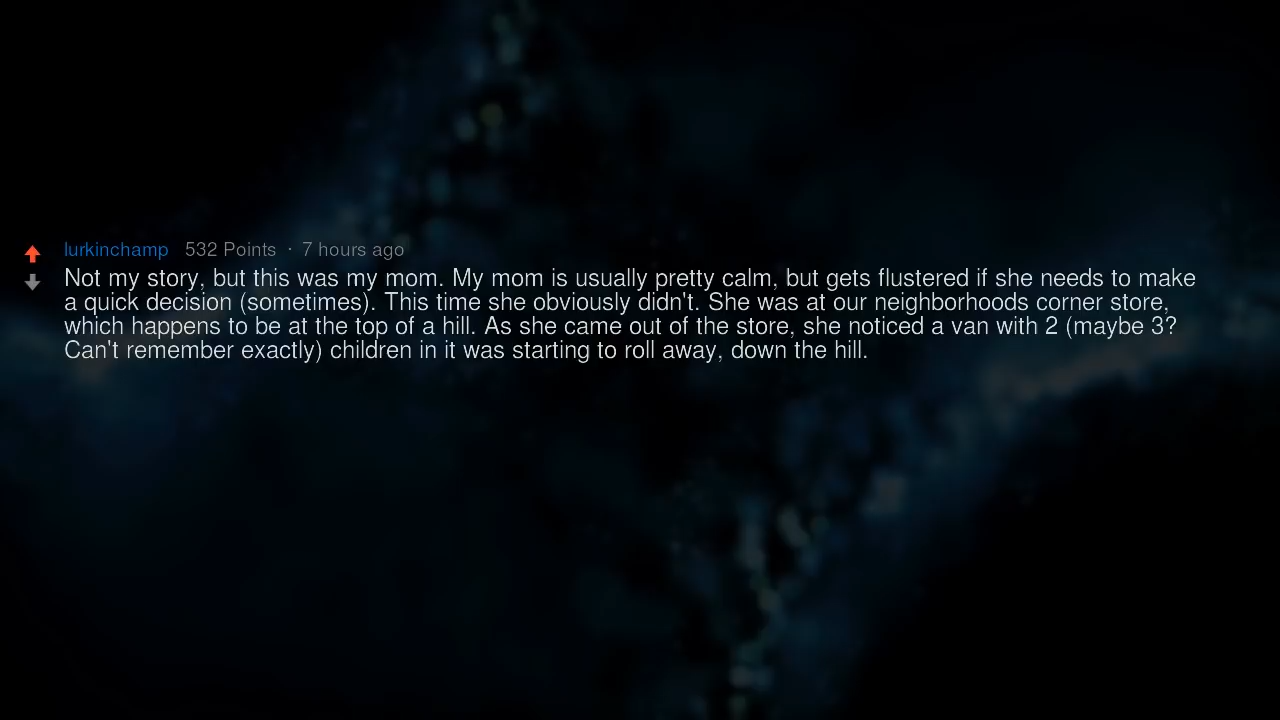 lurkinchamp 532 Points · 7 hours ago
Not my story, but this was my mom. My mom is usually pretty calm, but gets flustered if she needs to make
a quick decision (sometimes). This time she obviously didn't. She was at our neighborhoods corner store,
which happens to be at the top of a hill. As she came out of the store, she noticed a van with 2 (maybe 3?
Can't remember exactly) children in it was starting to roll away, down the hill.